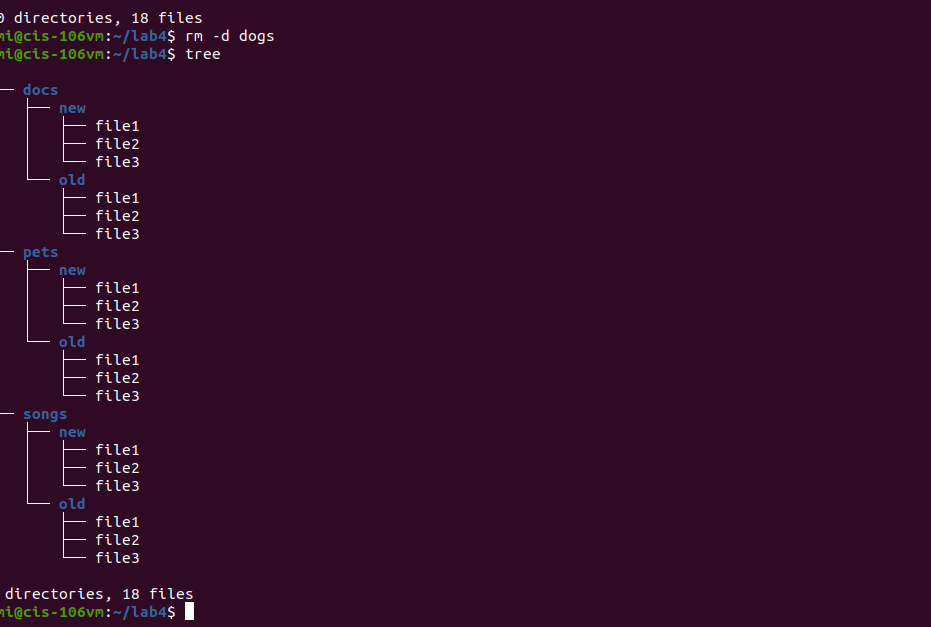 0 directories, 18 files
mi@cis-106vm:~/lab4$ rm -d dogs
mi@cis-106vm:~/lab4$ tree
── docs
├── new
├── file1
├── file2
└── file3
└── old
├── file1
├── file2
└── file3
── pets
├── new
├── file1
├── file2
└── file3
└── old
├── file1
├── file2
└── file3
── songs
├── new
├── file1
├── file2
└── file3
└── old
├── file1
├── file2
└── file3
directories, 18 files
mi@cis-106vm:~/lab4$